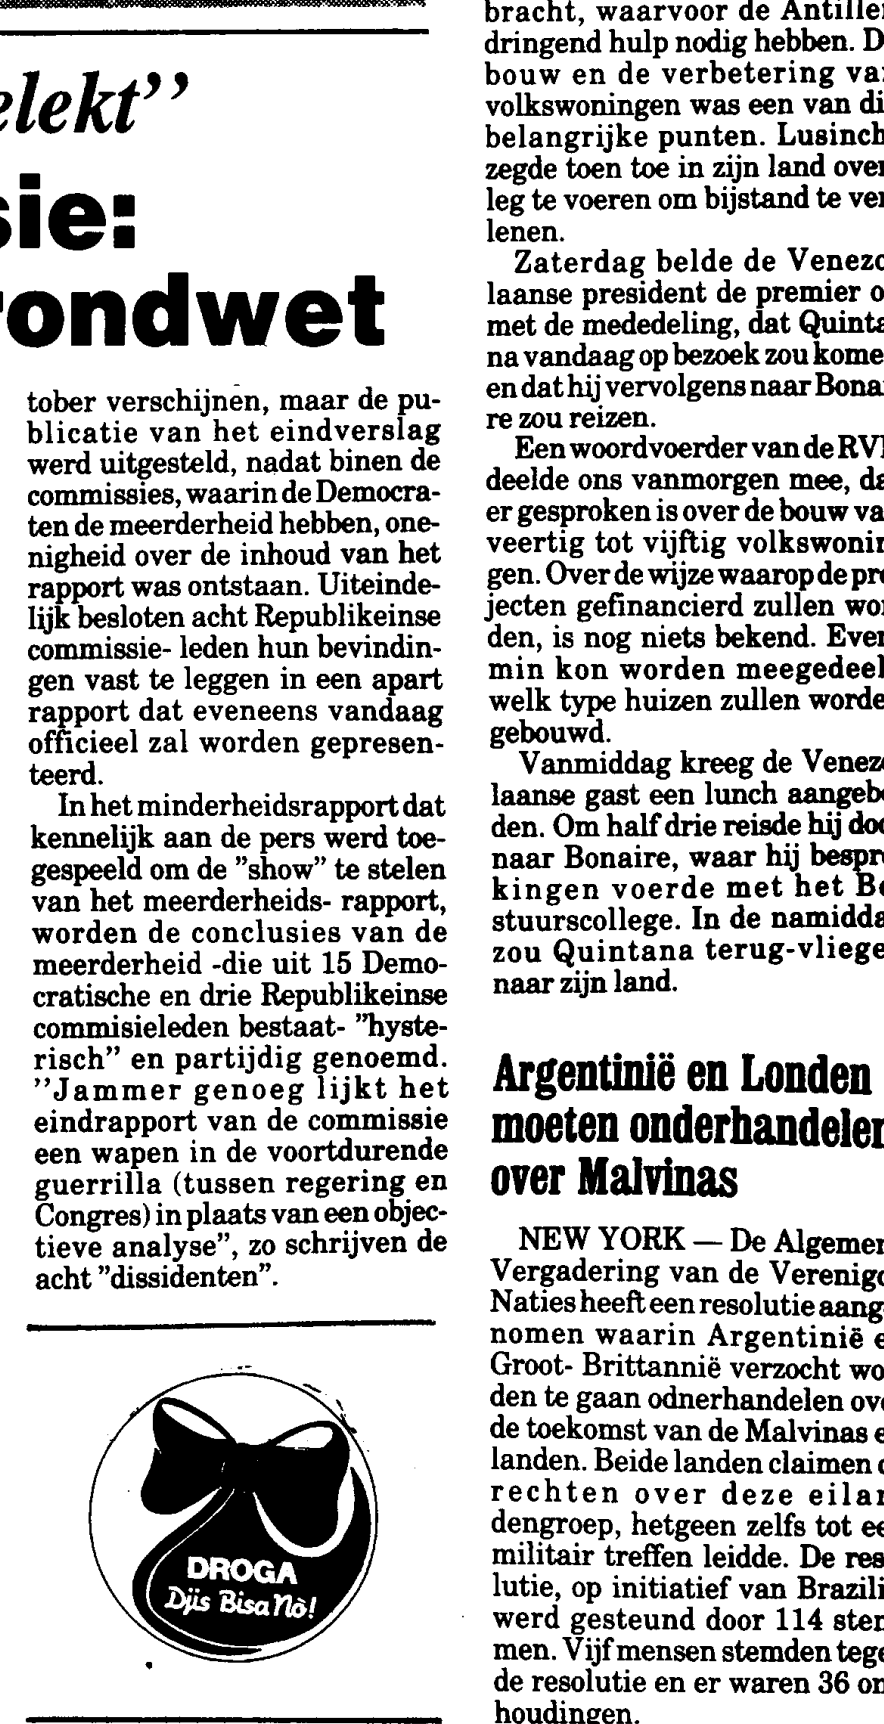 elekt”
sie:
rondwet
tober verschijnen, maar de pu-
blicatie van het eindverslag
werd uitgesteld, nadat binen de
commissies, waarin de Democra-
ten de meerderheid hebben, one-
nigheid over de inhoud van het
rapport was ontstaan. Uiteinde-
lijk besloten acht Republikeinse
commissie- leden hun bevindin-
gen vast te leggen in een apart
rapport dat eveneens vandaag
officieel zal worden gepresen-
teerd.
In het minderheidsrapport dat
kennelijk aan de pers werd toe-
gespeeld om de ”show” te stelen
van het meerderheids- rapport,
worden de conclusies van de
meerderheid -die uit 15 Demo-
cratische en drie Republikeinse
commisieleden bestaat- ”hyste-
risch” en partijdig genoemd.
”Jammer genoeg lijkt het
eindrapport van de commissie
een wapen in de voortdurende
guerrilla (tussen regering en
Congres) in plaats van een objec-
tieve analyse”, zo schrijven de
acht ”dissidenten”.
DROGA
Djis Bisa Nò!
bracht, waarvoor de Antillen
dringend hulp nodig hebben. D
bouw en de verbetering va
volkswoningen was een van di
belangrijke punten. Lusinch
zegde toen toe in zijn land over
leg te voeren om bijstand te ver
lenen.
Zaterdag belde de Venezo
laanse president de premier o
met de mededeling, dat Quinta
na vandaag op bezoek zou kome
en dat hij vervolgens naar Bonai
re zou reizen.
Een woordvoerder van de RVI
deelde ons vanmorgen mee, da
er gesproken is over de bouw va
veertig tot vijftig volkswonin
gen. Over de wijze waarop de pro
jecten gefinancierd zullen wor
den, is nog niets bekend. Even
min kon worden meegedeel
welk type huizen zullen worde
gebouwd.
Vanmiddag kreeg de Venezo
laanse gast een lunch aangebo
den. Om half drie reisde hij doo
naar Bonaire, waar hij bespre
kingen voerde met het Be
stuurscollege. In de namidda
zou Quintana terug-vliege
naar zijn land.
Argentinië en Londen
moeten onderhandelen
over Malvinas
NEW YORK — De Algemen
Vergadering van de Verenigd
Naties heeft een resolutie aang
nomen waarin Argentinië e
Groot- Brittannië verzocht wo
den te gaan odnerhandelen ove
de toekomst van de Malvinas e
landen. Beide landen claimen d
rechten over deze eilan
dengroep, hetgeen zelfs tot ee
militair treffen leidde. De res
lutie, op initiatief van Brazili
werd gesteund door 114 stem
men. Vijf mensen stemden tege
de resolutie en er waren 36 on
houdingen.